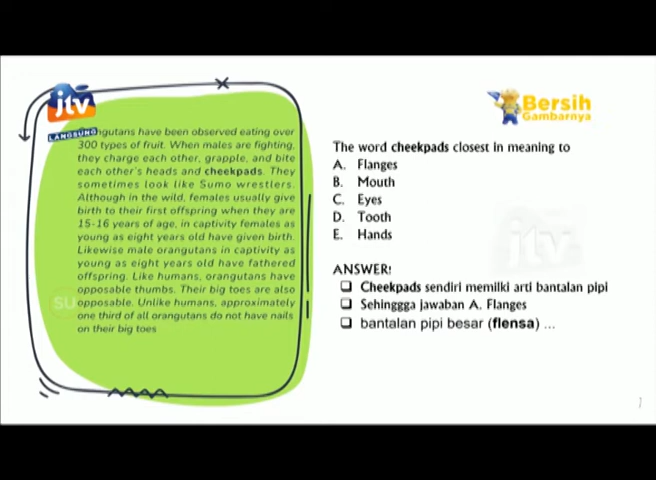 jtv
LANGSUNG
ngutans have been observed eating over
300 types of fruit. When males are fighting,
they charge each other, grapple, and bite
each other's heads and cheekpads. They
sometimes look like Sumo wrestlers.
Although in the wild, females usually give
birth to their first offspring when they are
15-16 years of age, in captivity females as
young as eight years old have given birth.
Likewise male orangutans in captivity as
young as eight years old have fathered
offspring. Like humans, orangutans have
opposable thumbs. Their big toes are also
opposable. Unlike humans, approximately
one third of all orangutans do not have nails
on their big toes
SU
Bersih
Gambarnya
The word cheekpads closest in meaning to
A. Flanges
B. Mouth
C. Eyes
D. Tooth
E. Hands
jtv
ANSWER!
❑ Cheekpads sendiri memilki arti bantalan pipi
❑ Sehinggga jawaban A. Flanges
❑ bantalan pipi besar (flensa) ...